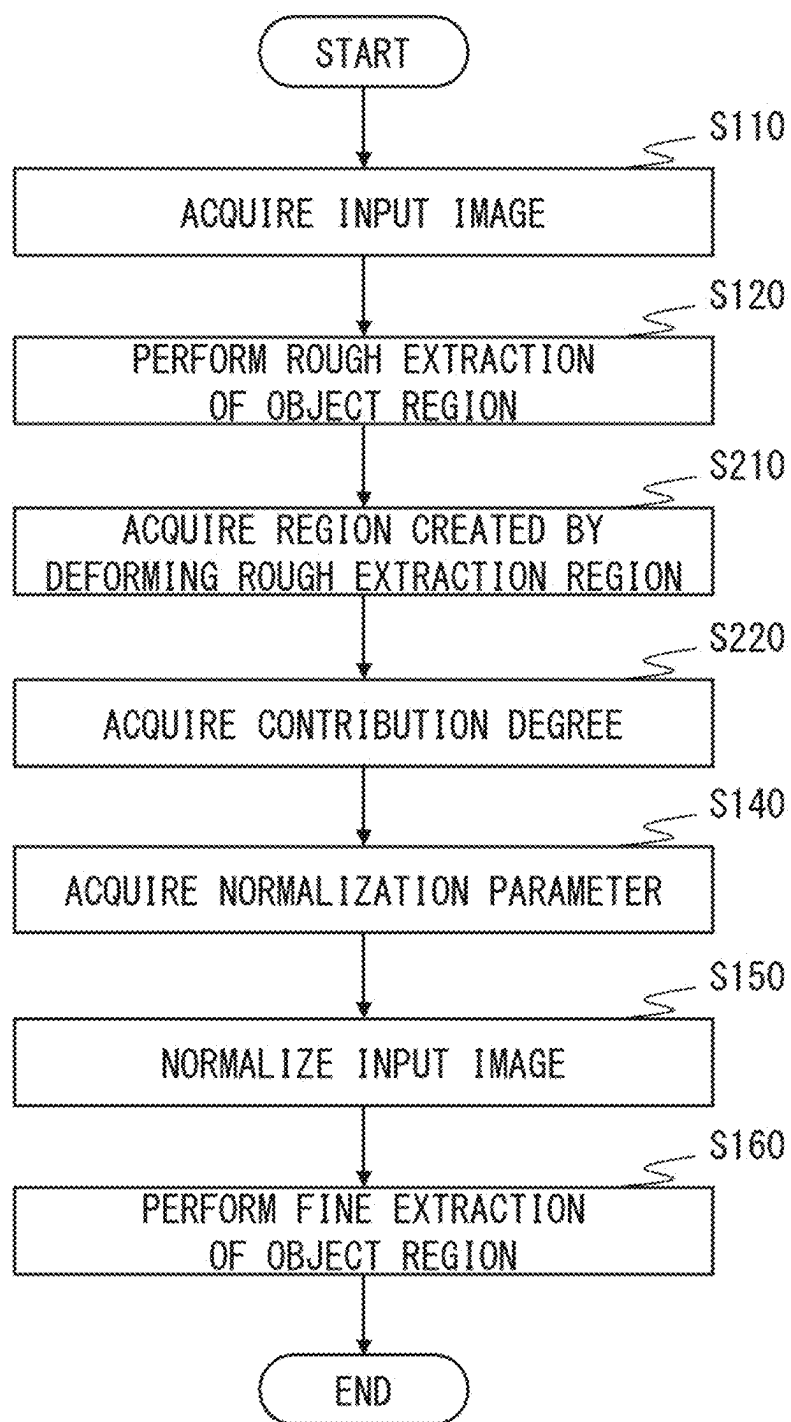 START
S110
ACQUIRE INPUT IMAGE
S120
PERFORM ROUGH EXTRACTION
OF OBJECT REGION
S210
ACQUIRE REGION CREATED BY
DEFORMING ROUGH EXTRACTION REGION
S220
ACQUIRE CONTRIBUTION DEGREE
S140
ACQUIRE NORMALIZATION PARAMETER
S150
NORMALIZE INPUT IMAGE
S160
PERFORM FINE EXTRACTION
OF OBJECT REGION
END